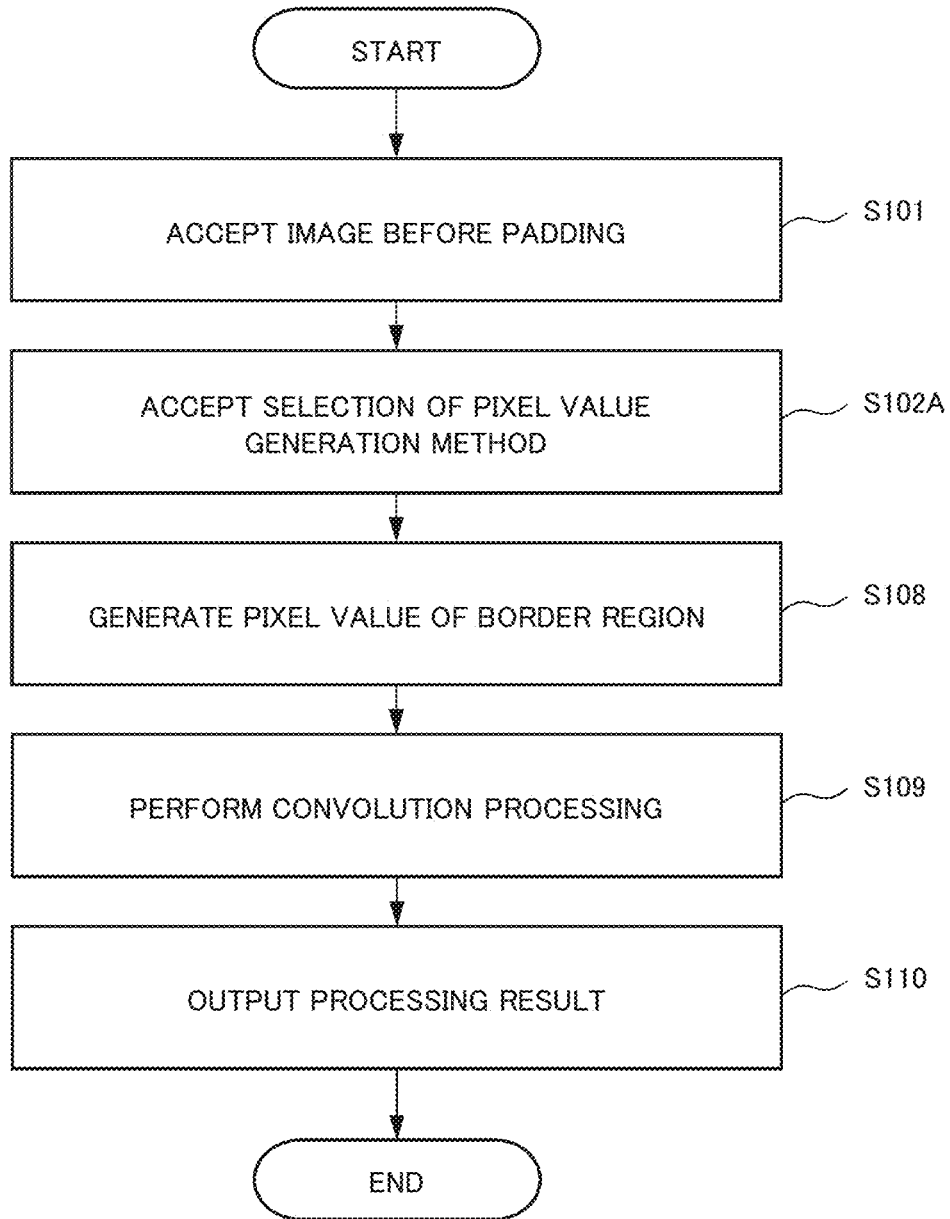 START
ACCEPT IMAGE BEFORE PADDING
S101
ACCEPT SELECTION OF PIXEL VALUE
GENERATION METHOD
S102A
GENERATE PIXEL VALUE OF BORDER REGION
S108
PERFORM CONVOLUTION PROCESSING
S109
OUTPUT PROCESSING RESULT
S110
END